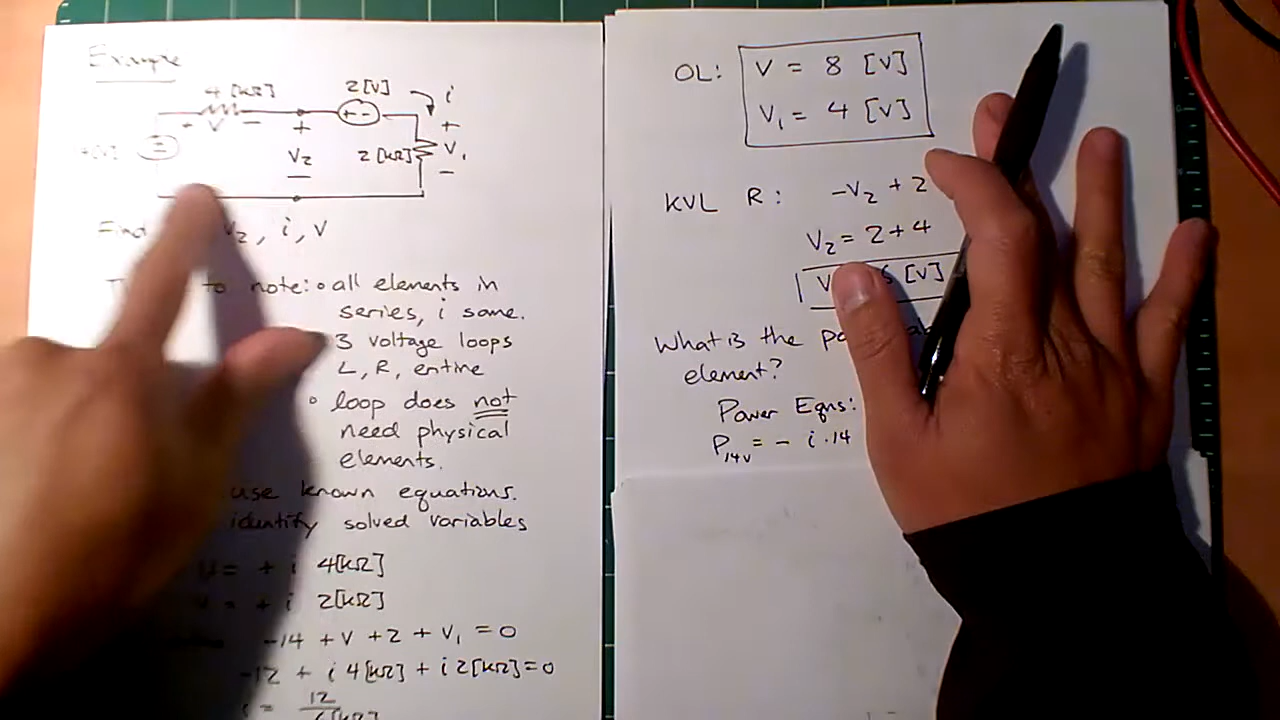 Example
4 [kΩ]
2 [V]
i
+ V −
+ −
+
V₂
−
2 [kΩ]
+
V₁
−
Find V₂, i, V
to note: ∘ all elements in
series, i same.
3 voltage loops
L, R, entire
∘ loop does not
need physical
elements.
use known equations.
identify solved variables
= + i 4[kΩ]
= + i 2[kΩ]
-14 + V + 2 + V₁ = 0
-12 + i 4[kΩ] + i 2[kΩ] = 0
= 12
OL: V = 8 [V]
V₁ = 4 [V]
KVL R: -V₂ + 2
V₂ = 2 + 4
V 6 [V]
What is the
element?
Power Eqns:
P₁₄ᵥ = - i · 14